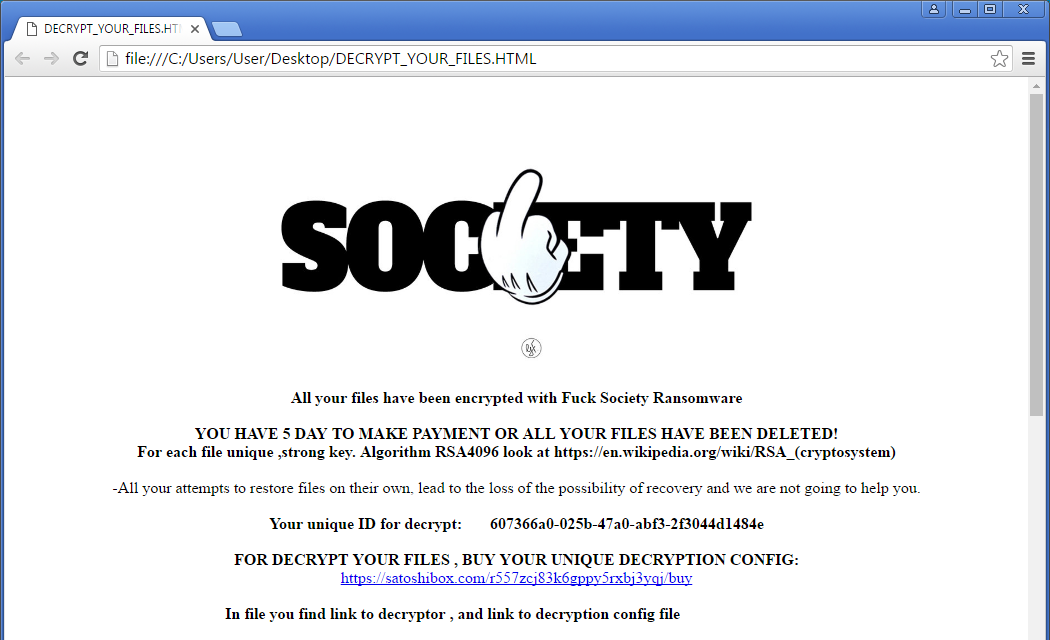 DECRYPT_YOUR_FILES.HT
file:///C:/Users/User/Desktop/DECRYPT_YOUR_FILES.HTML
SOCIETY
All your files have been encrypted with Fuck Society Ransomware
YOU HAVE 5 DAY TO MAKE PAYMENT OR ALL YOUR FILES HAVE BEEN DELETED!
For each file unique ,strong key. Algorithm RSA4096 look at https://en.wikipedia.org/wiki/RSA_(cryptosystem)
-All your attempts to restore files on their own, lead to the loss of the possibility of recovery and we are not going to help you.
Your unique ID for decrypt: 607366a0-025b-47a0-abf3-2f3044d1484e
FOR DECRYPT YOUR FILES , BUY YOUR UNIQUE DECRYPTION CONFIG:
https://satoshibox.com/r557zcj83k6gppy5rxbj3yqj/buy
In file you find link to decryptor , and link to decryption config file